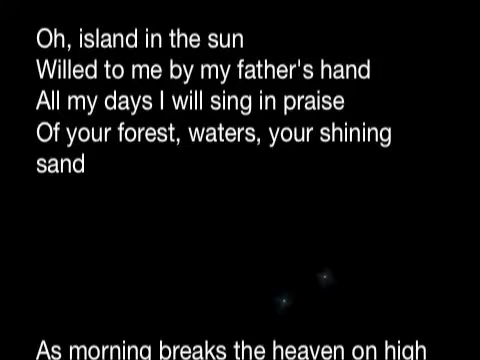 Oh, island in the sun
Willed to me by my father's hand
All my days I will sing in praise
Of your forest, waters, your shining
sand
As morning breaks the heaven on high